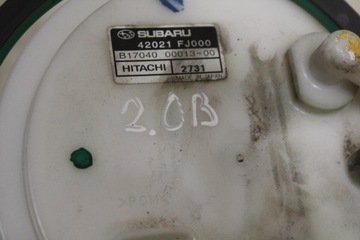 SUBARU
42021 FJ000
B17040 00013-00
HITACHI 2731
MADE IN JAPAN
2.0B